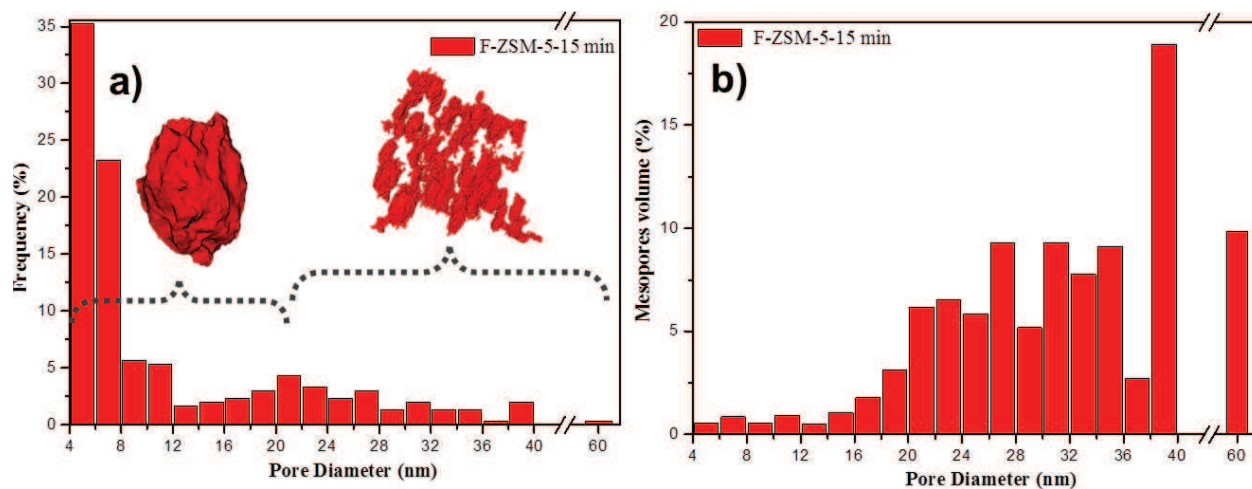 35
30
25
20
15
10
5
0
Frequency (%)
a)
F-ZSM-5-15 min
4 8 12 16 20 24 28 32 36 40 60
Pore Diameter (nm)
20
15
10
5
0
Mesopores volume (%)
b)
F-ZSM-5-15 min
4 8 12 16 20 24 28 32 36 40 60
Pore Diameter (nm)